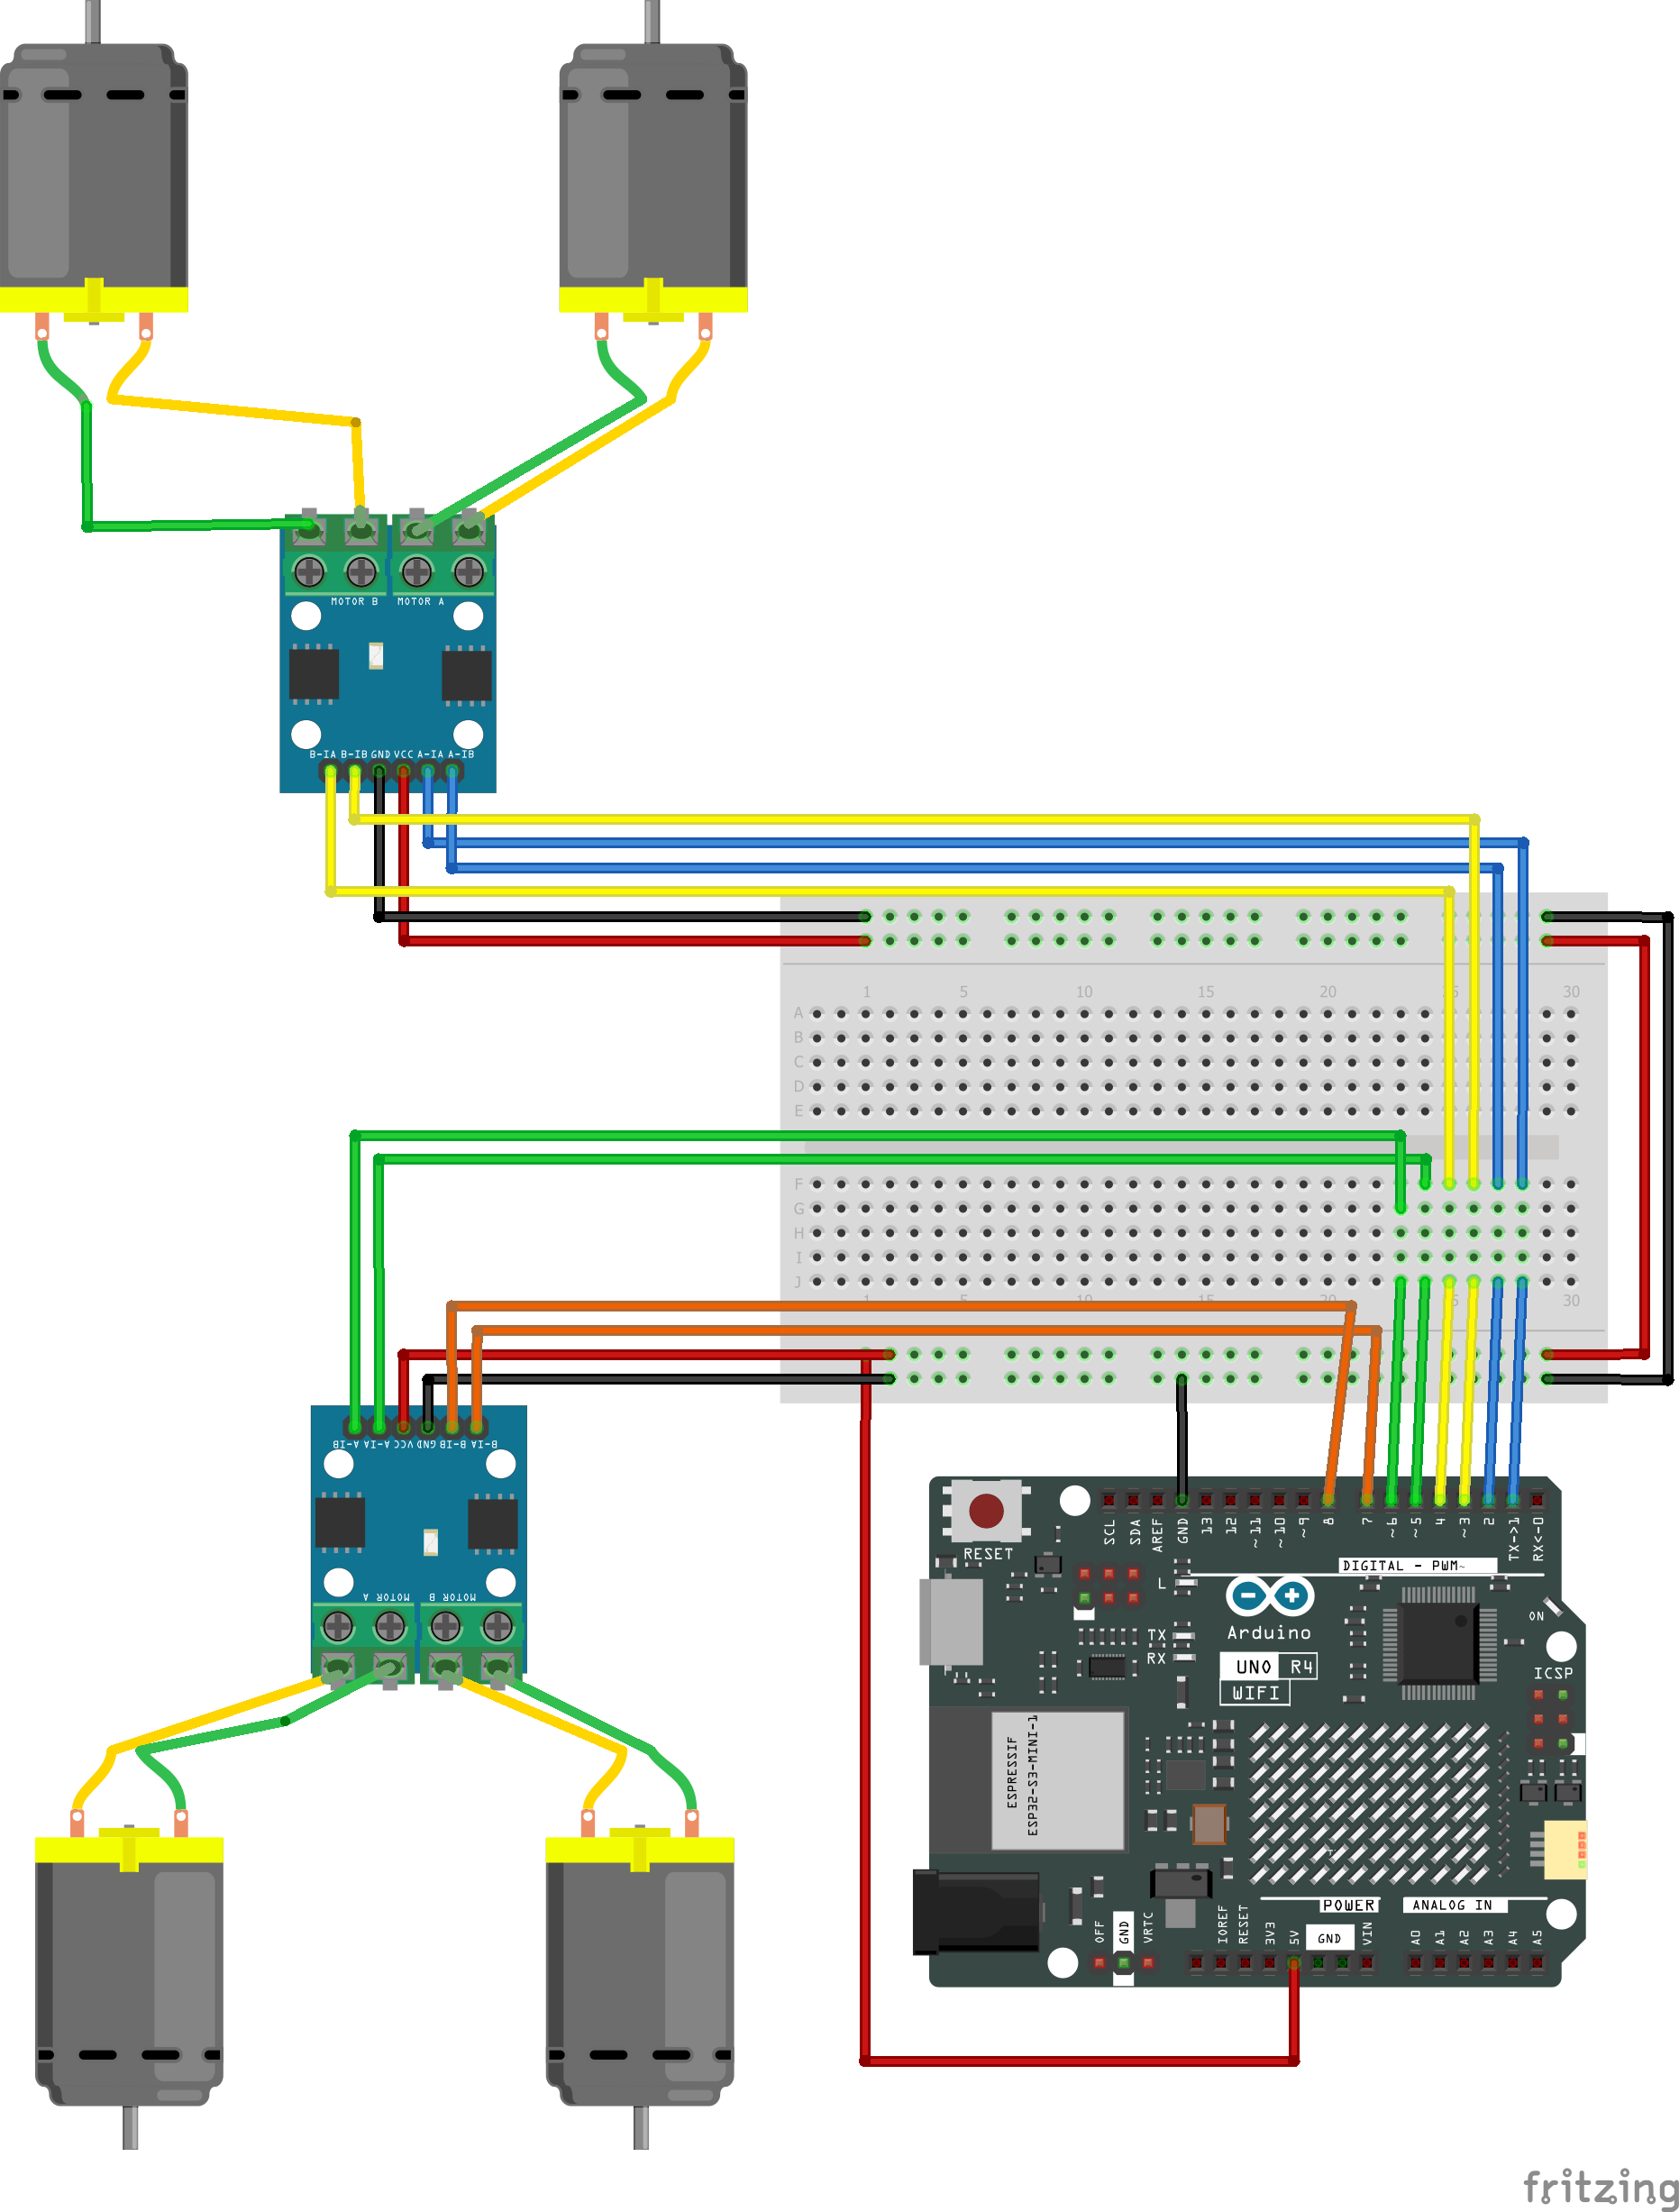 MOTOR B MOTOR A
B-IA B-IB GND VCC A-IA A-IB
1 5 10 15 20 30
A
B
C
D
E
F
G
H
I
J
1 5 10 15 20 30
A-IB A-IA VCC GND B-IB B-IA
MOTOR A MOTOR B
RESET
SCL
SDA
AREF
GND
13
12
~11
~10
~9
8
7
~6
~5
4
~3
2
TX->1
RX<-0
DIGITAL - PWM~
L
TX
RX
Arduino
UNO R4
WIFI
ON
ICSP
ESPRESSIF
ESP32-S3-MINI-1
POWER
ANALOG IN
OFF
GND
VRTC
IOREF
RESET
3V3
5V
GND
VIN
A0
A1
A2
A3
A4
A5
fritzing